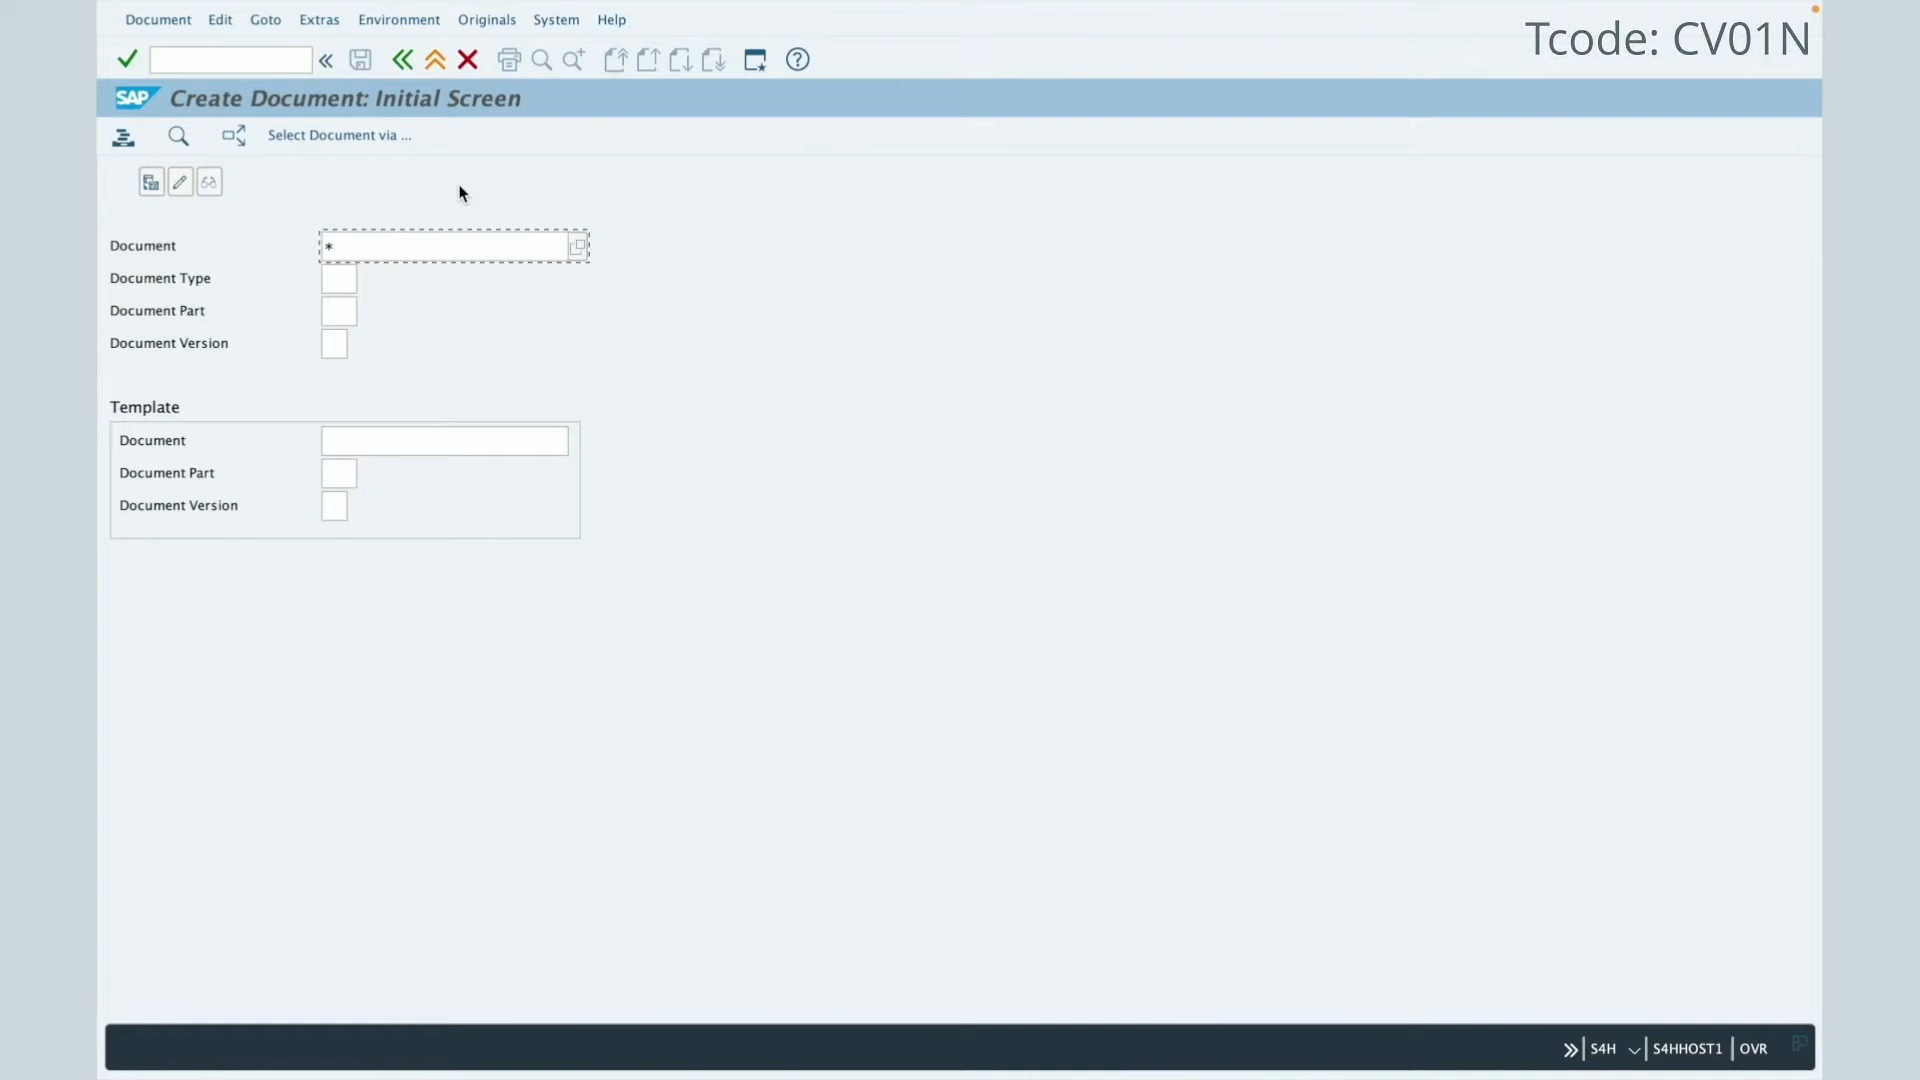 Document Edit Goto Extras Environment Originals System Help
Tcode: CV01N
SAP Create Document: Initial Screen
Select Document via ...
Document *
Document Type
Document Part
Document Version
Template
Document
Document Part
Document Version
S4H S4HHOST1 OVR